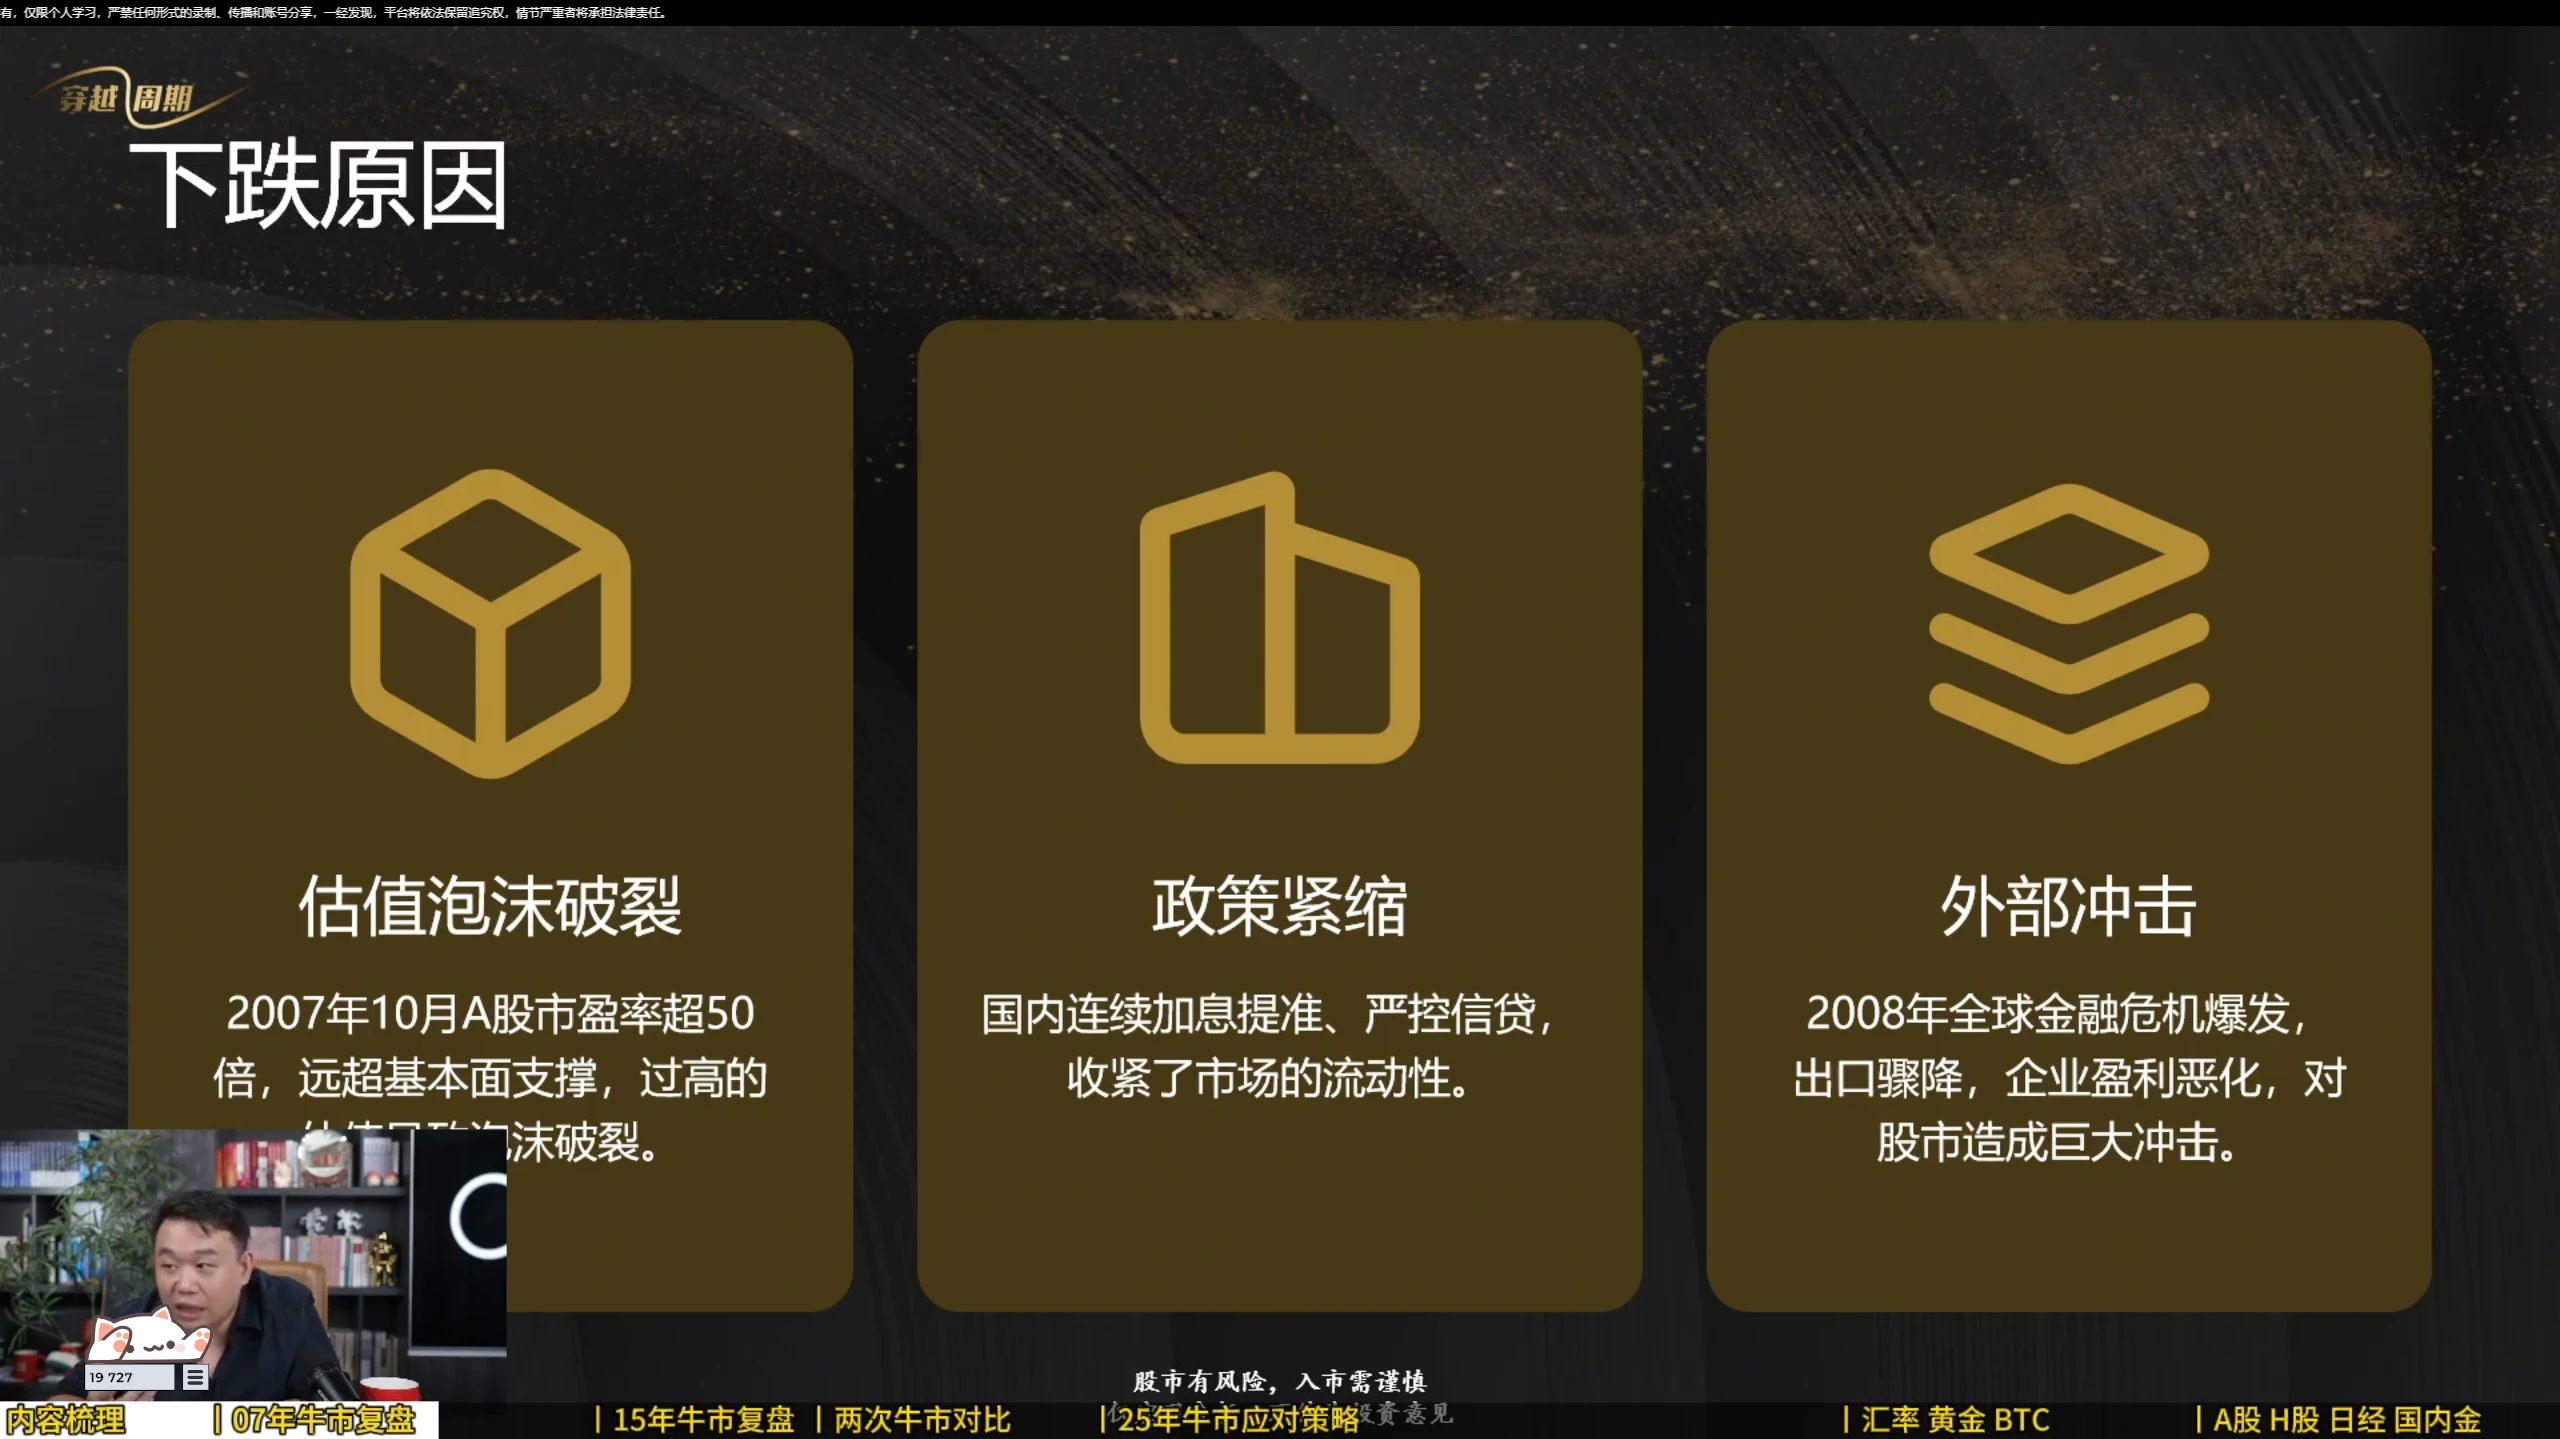 有，仅限个人学习，严禁任何形式的录制、传播和账号分享，一经发现，平台将依法保留追究权，情节严重者将承担法律责任。
穿越周期
下跌原因
估值泡沫破裂
2007年10月A股市盈率超50
倍，远超基本面支撑，过高的
泡沫破裂。
政策紧缩
国内连续加息提准、严控信贷，
收紧了市场的流动性。
外部冲击
2008年全球金融危机爆发，
出口骤降，企业盈利恶化，对
股市造成巨大冲击。
19 727
股市有风险，入市需谨慎
投资意见
内容梳理 | 07年牛市复盘 | 15年牛市复盘 | 两次牛市对比 | 25年牛市应对策略 | 汇率 黄金 BTC | A股 H股 日经 国内金